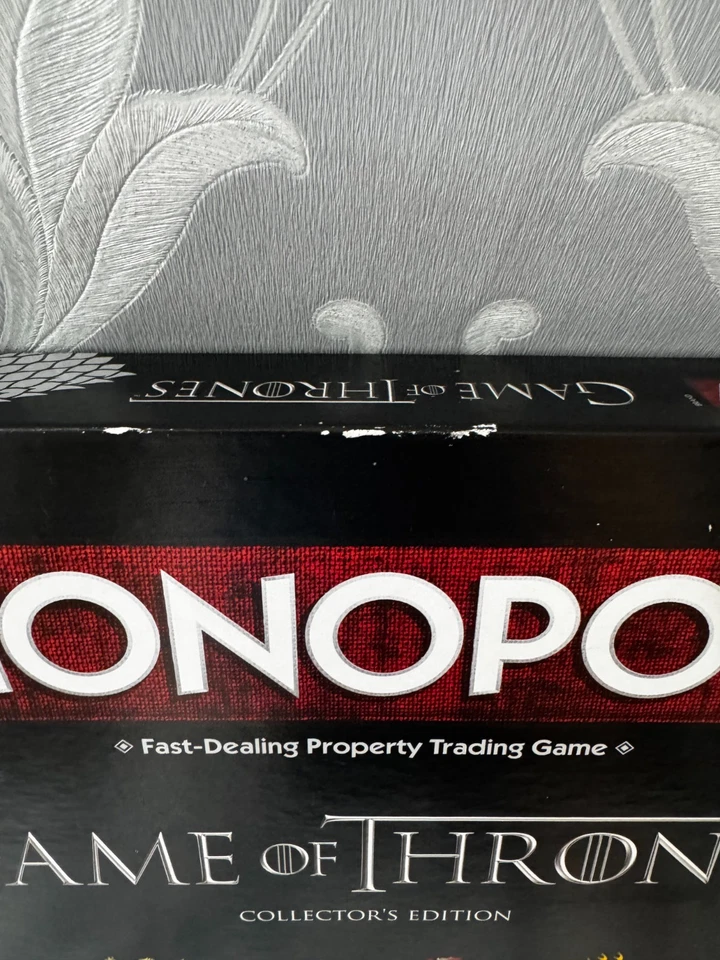 GAME OF THRONES
ONOPO
Fast-Dealing Property Trading Game
AME OF THRON
COLLECTOR'S EDITION